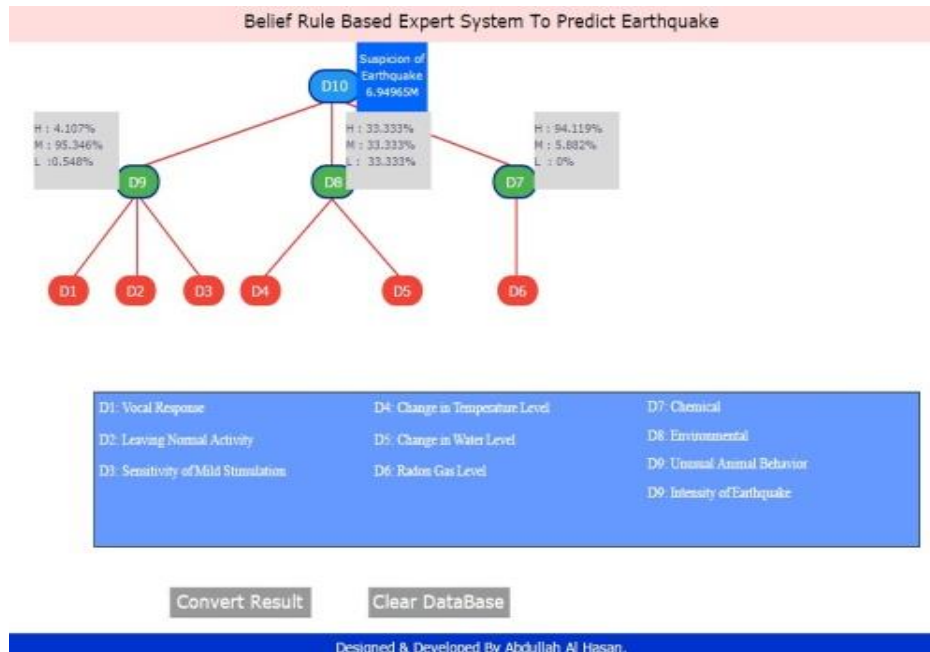 Belief Rule Based Expert System To Predict Earthquake
Suspicion of
Earthquake
6.94965M
D10
H : 4.107%
M : 95.346%
L :0.548%
H : 33.333%
M : 33.333%
L : 33.333%
H : 94.119%
M : 5.882%
L : 0%
D9
D8
D7
D1
D2
D3
D4
D5
D6
D1: Vocal Response
D2: Leaving Normal Activity
D3: Sensitivity of Mild Stimulation
D4: Change in Temperature Level
D5: Change in Water Level
D6: Radon Gas Level
D7: Chemical
D8: Environmental
D9: Unusual Animal Behavior
D9: Intensity of Earthquake
Convert Result
Clear DataBase
Designed & Developed By Abdullah Al Hasan.